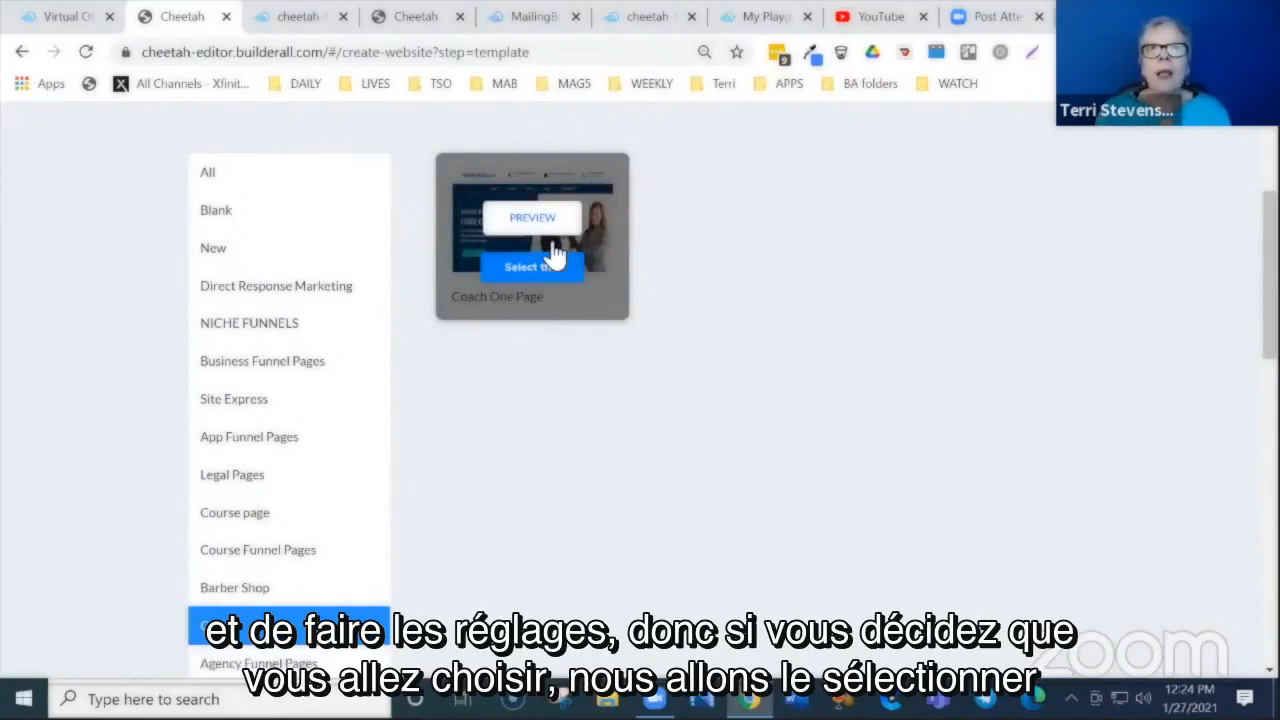 Virtual Of
Cheetah
cheetah-
Cheetah
MailingB
cheetah-
My Playg
YouTube
Post Atte
cheetah-editor.builderall.com/#/create-website?step=template
9
Apps
All Channels - Xfinit...
DAILY
LIVES
TSO
MAB
MAG5
WEEKLY
Terri
APPS
BA folders
WATCH
Terri Stevens...
All
Blank
New
Direct Response Marketing
NICHE FUNNELS
Business Funnel Pages
Site Express
App Funnel Pages
Legal Pages
Course page
Course Funnel Pages
Barber Shop
Agency Funnel Pages
PREVIEW
Select
Coach One Page
et de faire les réglages, donc si vous décidez que
vous allez choisir, nous allons le sélectionner
zoom
Type here to search
12:24 PM
1/27/2021